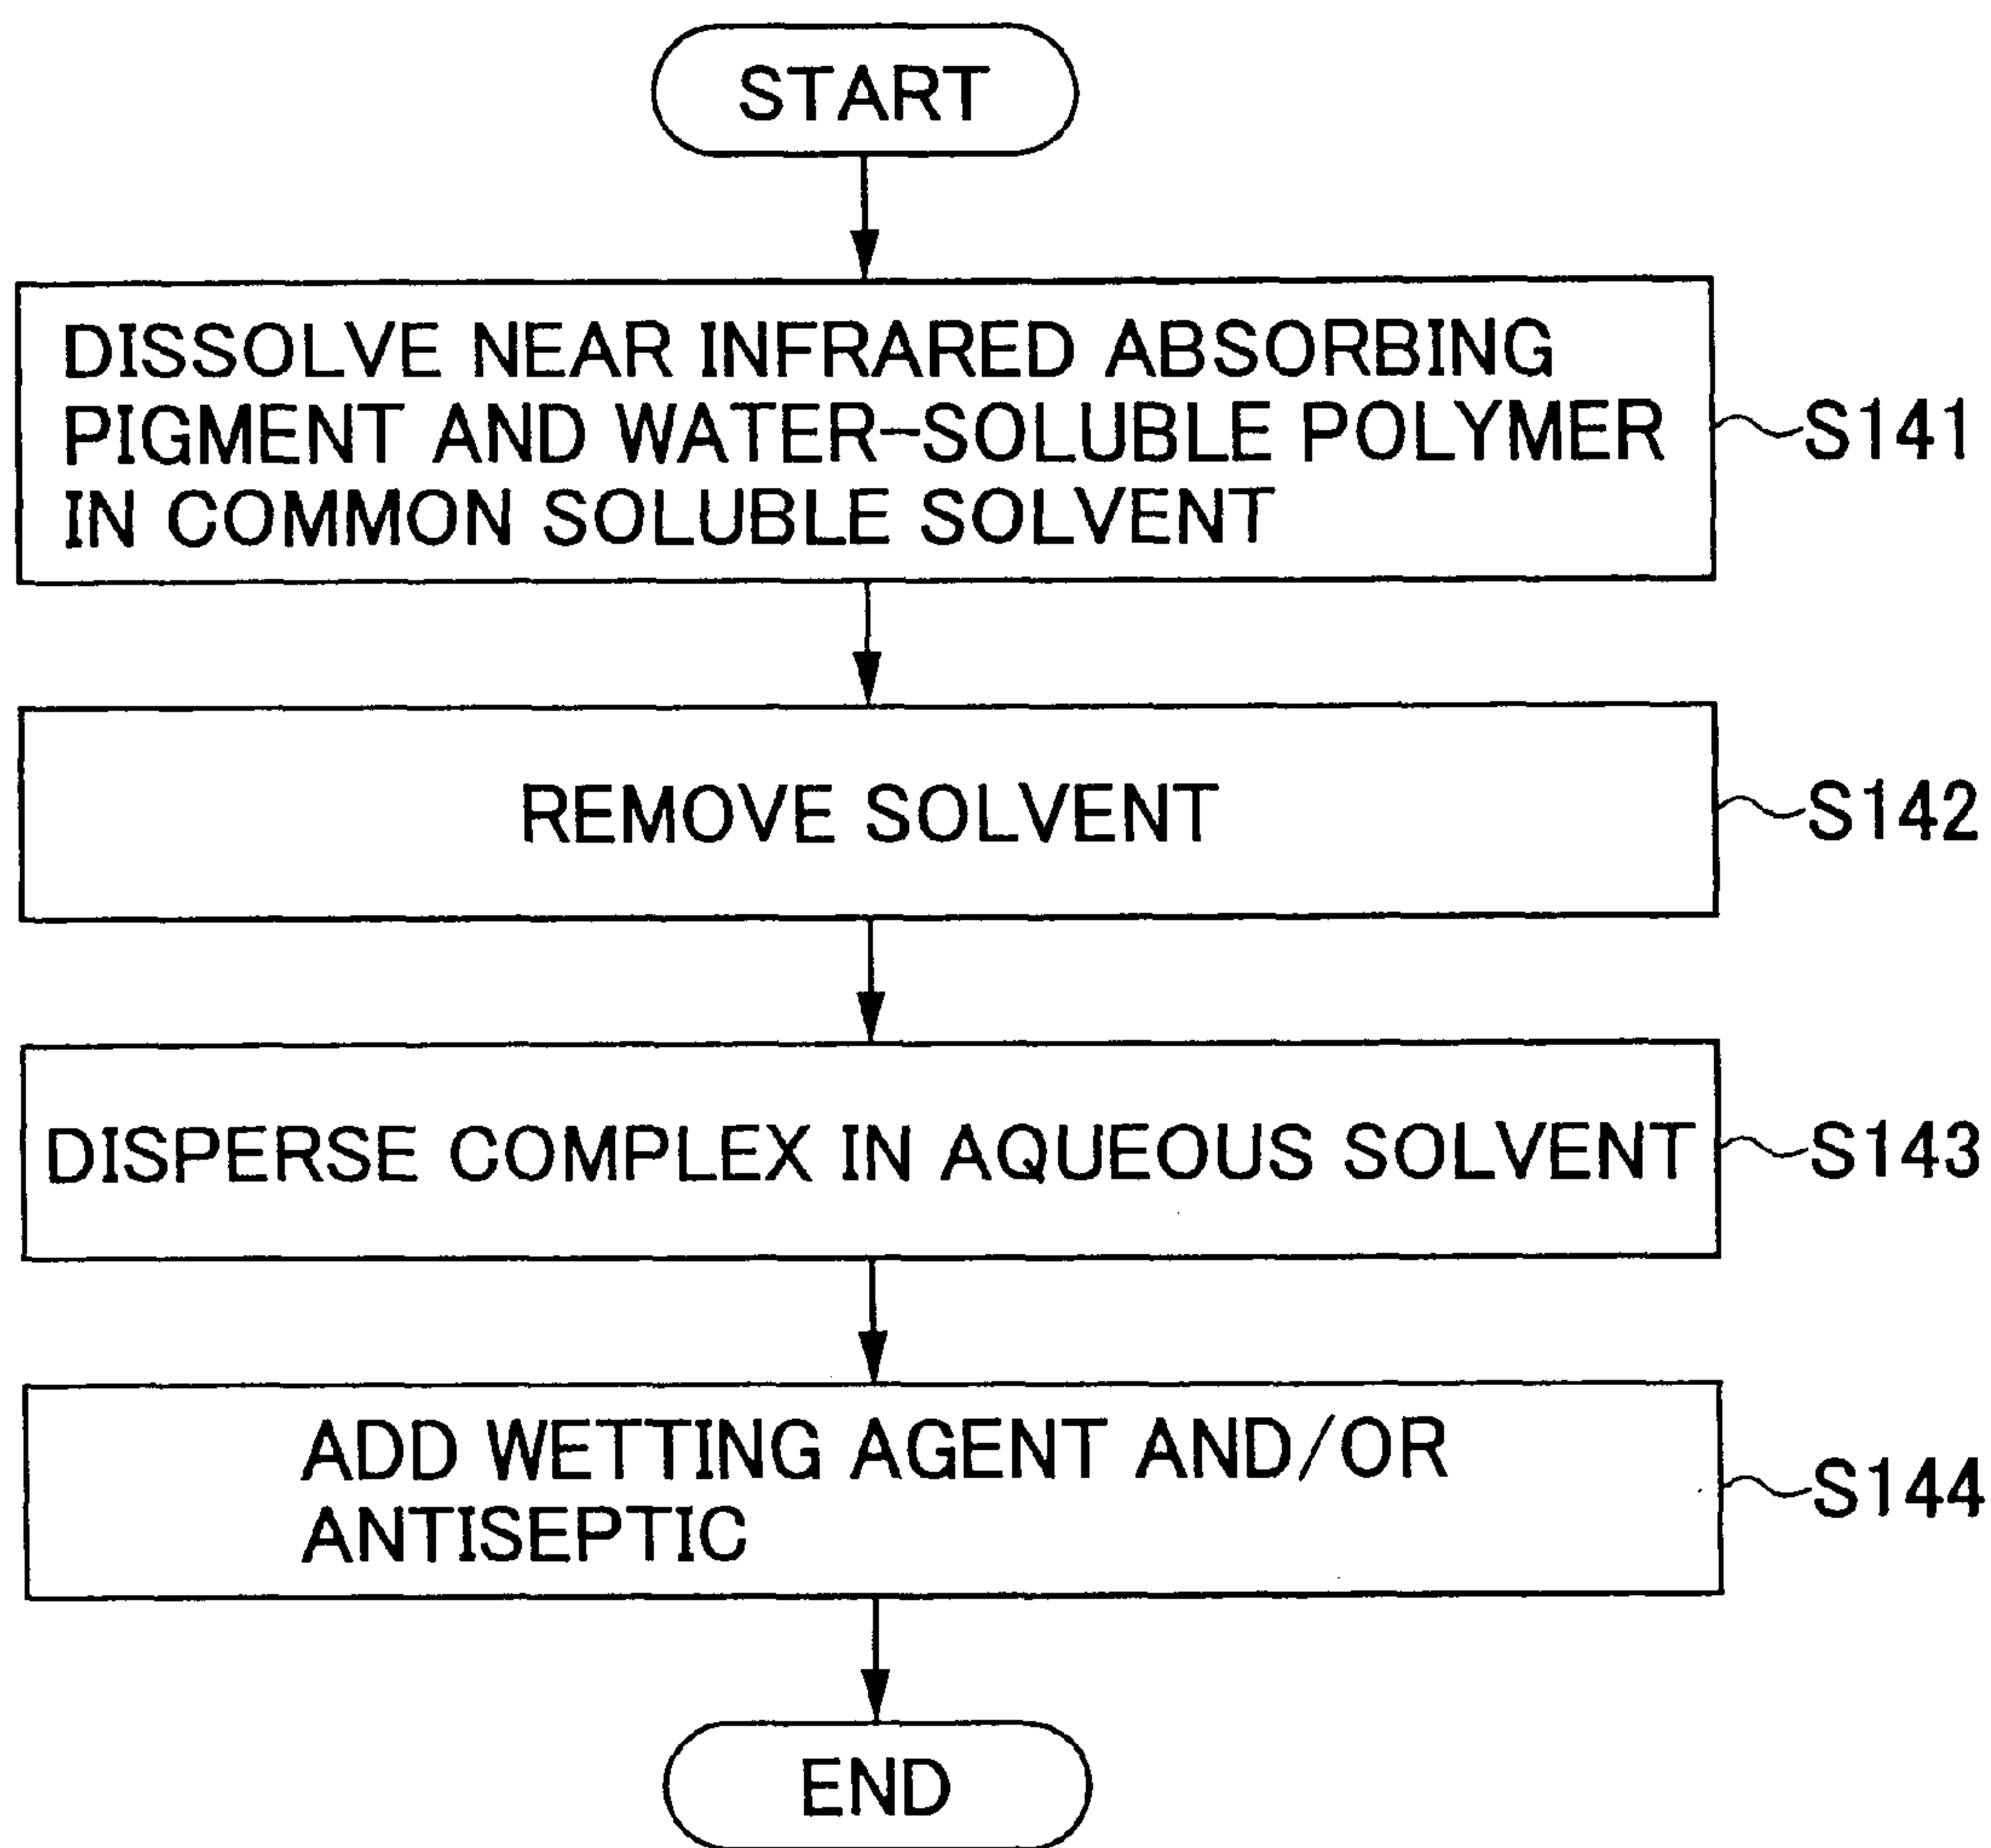 START
DISSOLVE NEAR INFRARED ABSORBING
PIGMENT AND WATER-SOLUBLE POLYMER
IN COMMON SOLUBLE SOLVENT
S141
REMOVE SOLVENT
S142
DISPERSE COMPLEX IN AQUEOUS SOLVENT
S143
ADD WETTING AGENT AND/OR
ANTISEPTIC
S144
END